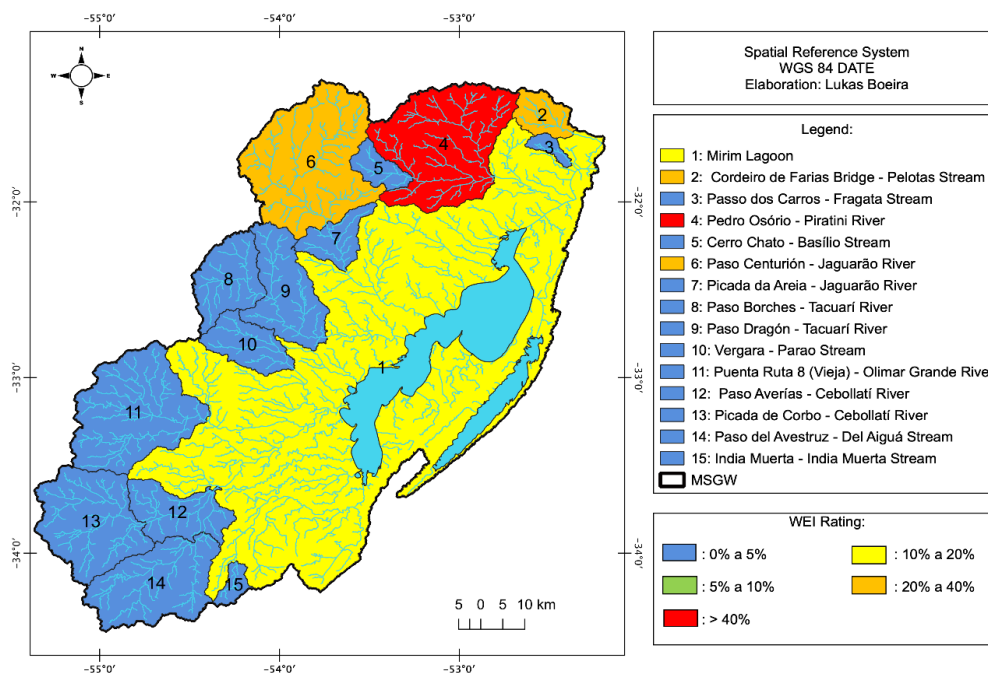 -55°0' -54°0' -53°0'
N
W E
S
-32°0'
-33°0'
-34°0'
-32°0'
-33°0'
-34°0'
2
4
3
6
5
7
8
9
10
1
11
13
12
14
15
5 0 5 10 km
-55°0' -54°0' -53°0'
Spatial Reference System
WGS 84 DATE
Elaboration: Lukas Boeira
Legend:
1: Mirim Lagoon
2: Cordeiro de Farias Bridge - Pelotas Stream
3: Passo dos Carros - Fragata Stream
4: Pedro Osório - Piratini River
5: Cerro Chato - Basílio Stream
6: Paso Centurión - Jaguarão River
7: Picada da Areia - Jaguarão River
8: Paso Borches - Tacuarí River
9: Paso Dragón - Tacuarí River
10: Vergara - Parao Stream
11: Puenta Ruta 8 (Vieja) - Olimar Grande Rive
12: Paso Averías - Cebollatí River
13: Picada de Corbo - Cebollatí River
14: Paso del Avestruz - Del Aiguá Stream
15: India Muerta - India Muerta Stream
MSGW
WEI Rating:
: 0% a 5% : 10% a 20%
: 5% a 10% : 20% a 40%
: > 40%